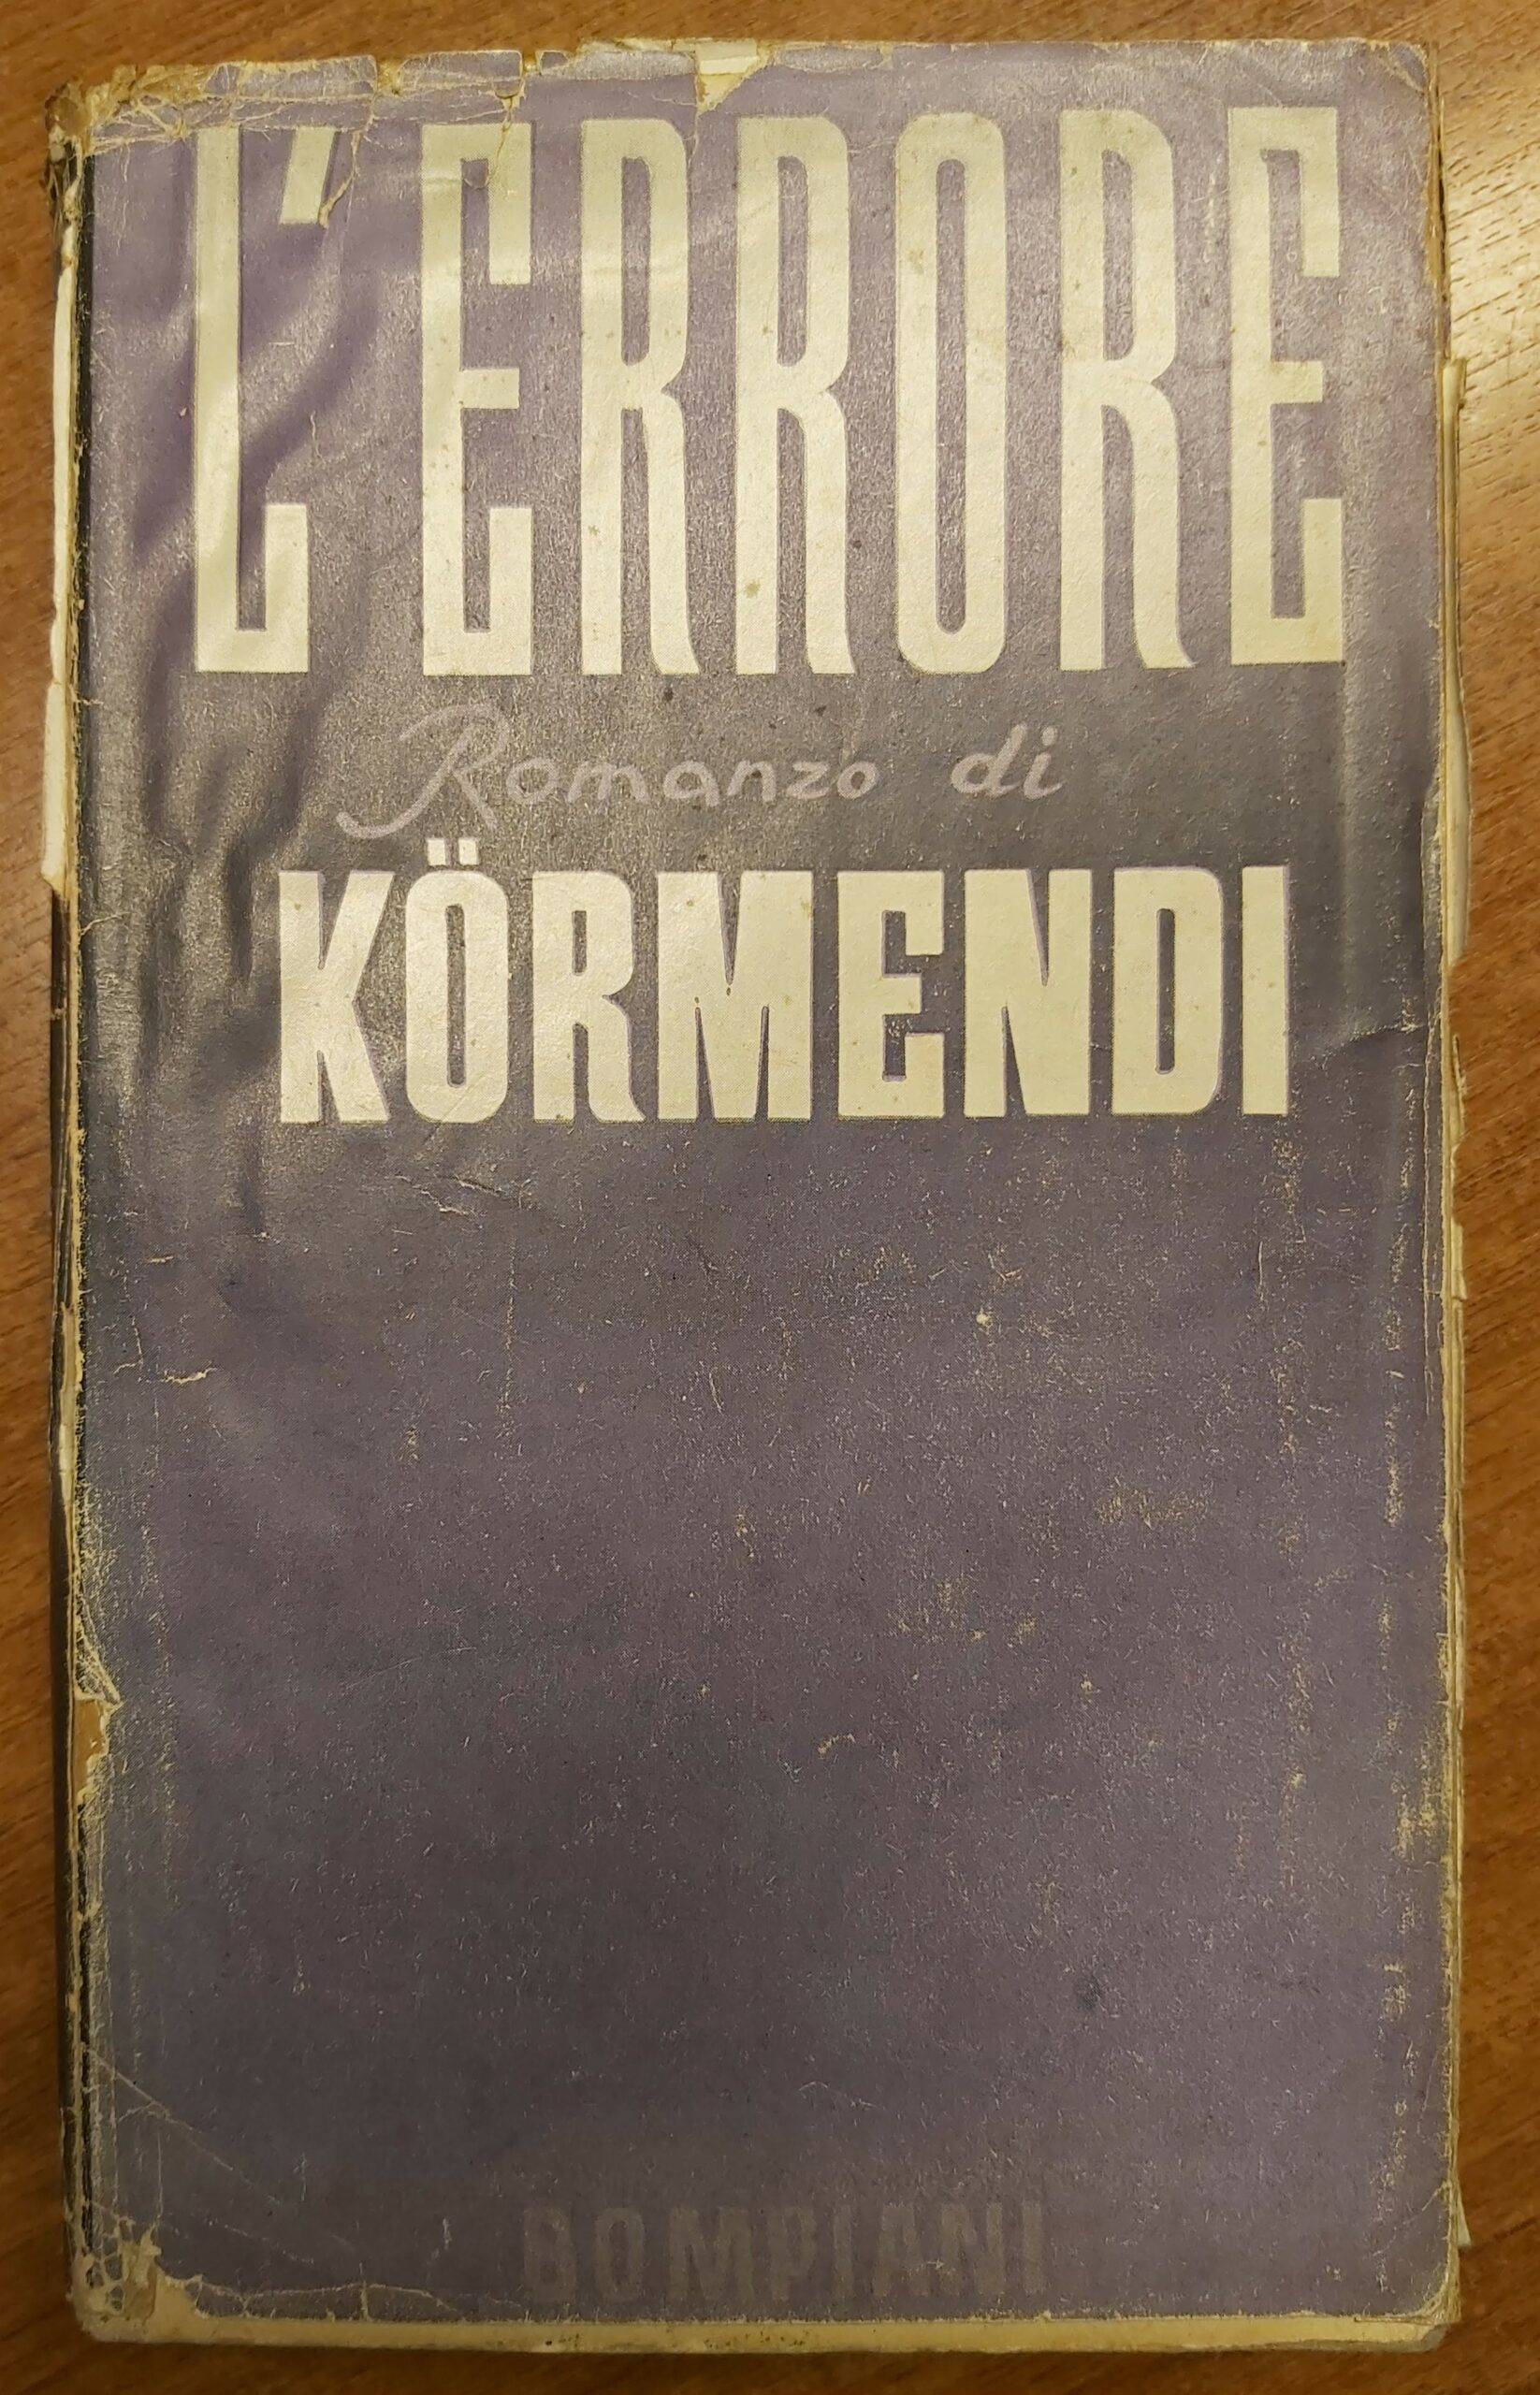 L'ERRORE
Romanzo di
KÖRMENDI
BOMPIANI